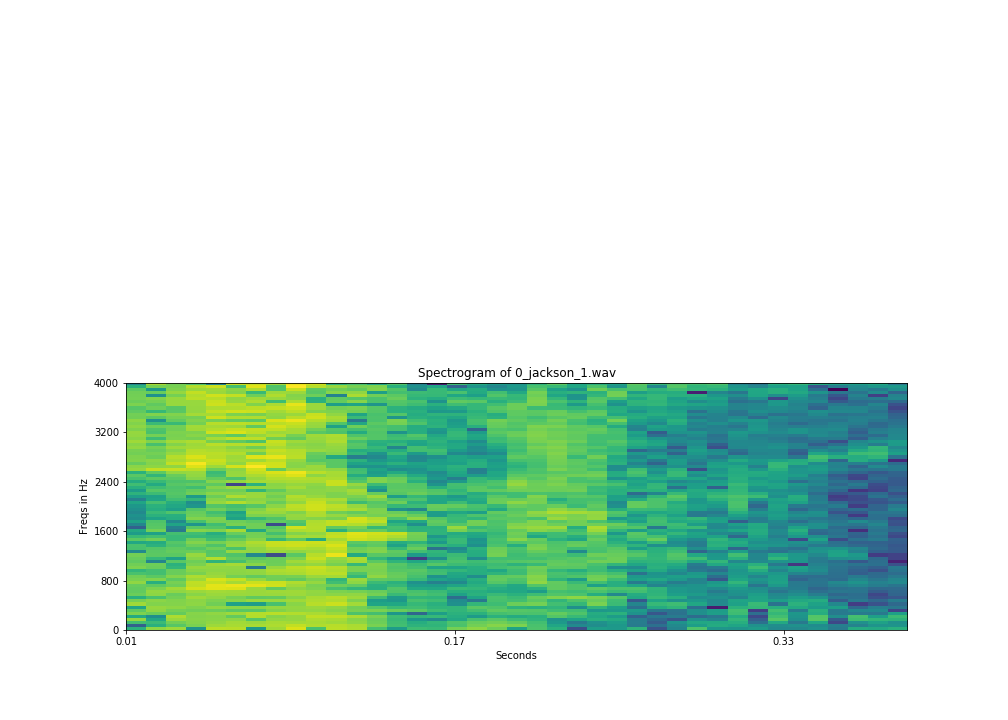 Spectrogram of 0_jackson_1.wav
4000
3200
2400
1600
800
0
Freqs in Hz
0.01 0.17 0.33
Seconds